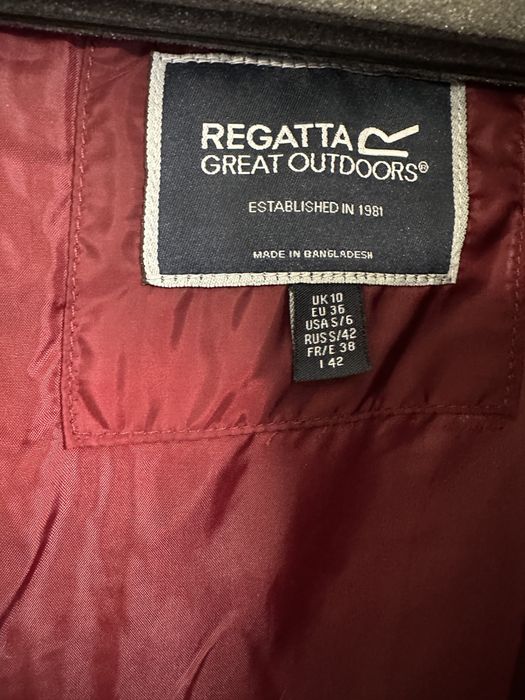 REGATTA
GREAT OUTDOORS®
ESTABLISHED IN 1981
MADE IN BANGLADESH
UK 10
EU 36
USA S/6
RUS S/42
FR/E 38
I 42